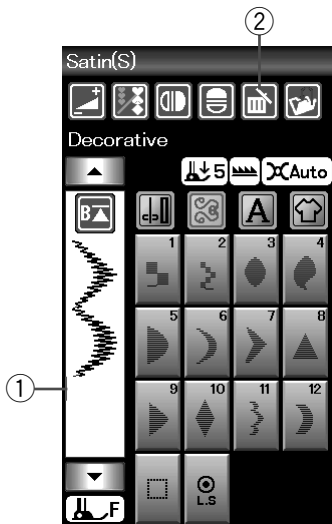 ②
Satin(S)
Decorative
5 Auto
B A
1 2 3 4
5 6 7 8
①
9 10 11 12
F L.S